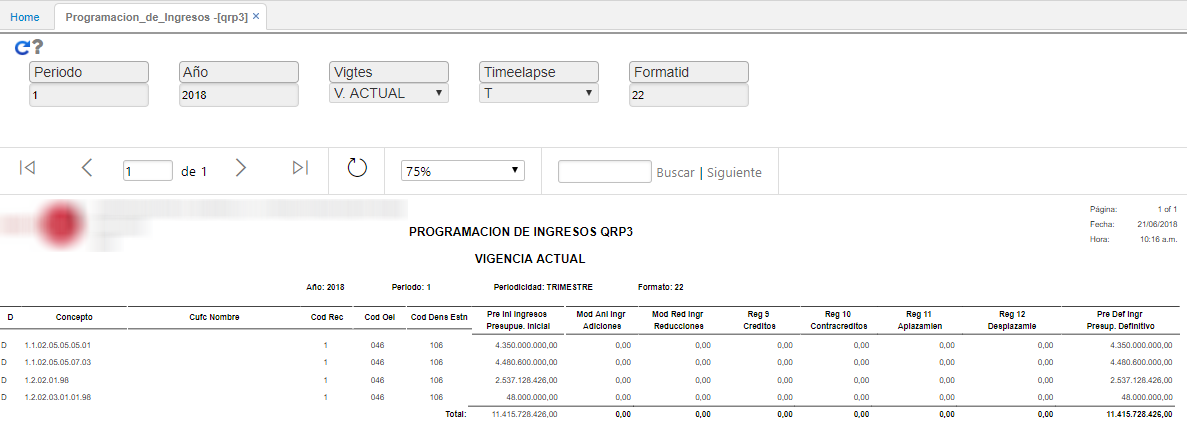 Home Programacion_de_Ingresos -[qrp3] ×
?
Periodo Año Vigtes Timeelapse Formatid
1 2018 V. ACTUAL T 22
1 de 1 75% Buscar | Siguiente
Página: 1 of 1
Fecha: 21/06/2018
Hora: 10:16 a.m.
PROGRAMACION DE INGRESOS QRP3
VIGENCIA ACTUAL
Año: 2018 Periodo: 1 Periodicidad: TRIMESTRE Formato: 22
Pre Ini Ingresos Mod Ani Ingr Mod Red Ingr Reg 9 Reg 10 Reg 11 Reg 12 Pre Def Ingr
D Concepto Cufc Nombre Cod Rec Cod Oei Cod Dens Estn Presupue. Inicial Adiciones Reducciones Creditos Contracreditos Aplazamien Desplazamie Presup. Definitivo
D 1.1.02.05.05.05.01 1 046 106 4.350.000.000,00 0,00 0,00 0,00 0,00 0,00 0,00 4.350.000.000,00
D 1.1.02.05.05.07.03 1 046 106 4.480.600.000,00 0,00 0,00 0,00 0,00 0,00 0,00 4.480.600.000,00
D 1.2.02.01.98 1 046 106 2.537.128.426,00 0,00 0,00 0,00 0,00 0,00 0,00 2.537.128.426,00
D 1.2.02.03.01.01.98 1 046 106 48.000.000,00 0,00 0,00 0,00 0,00 0,00 0,00 48.000.000,00
Total: 11.415.728.426,00 0,00 0,00 0,00 0,00 0,00 0,00 11.415.728.426,00